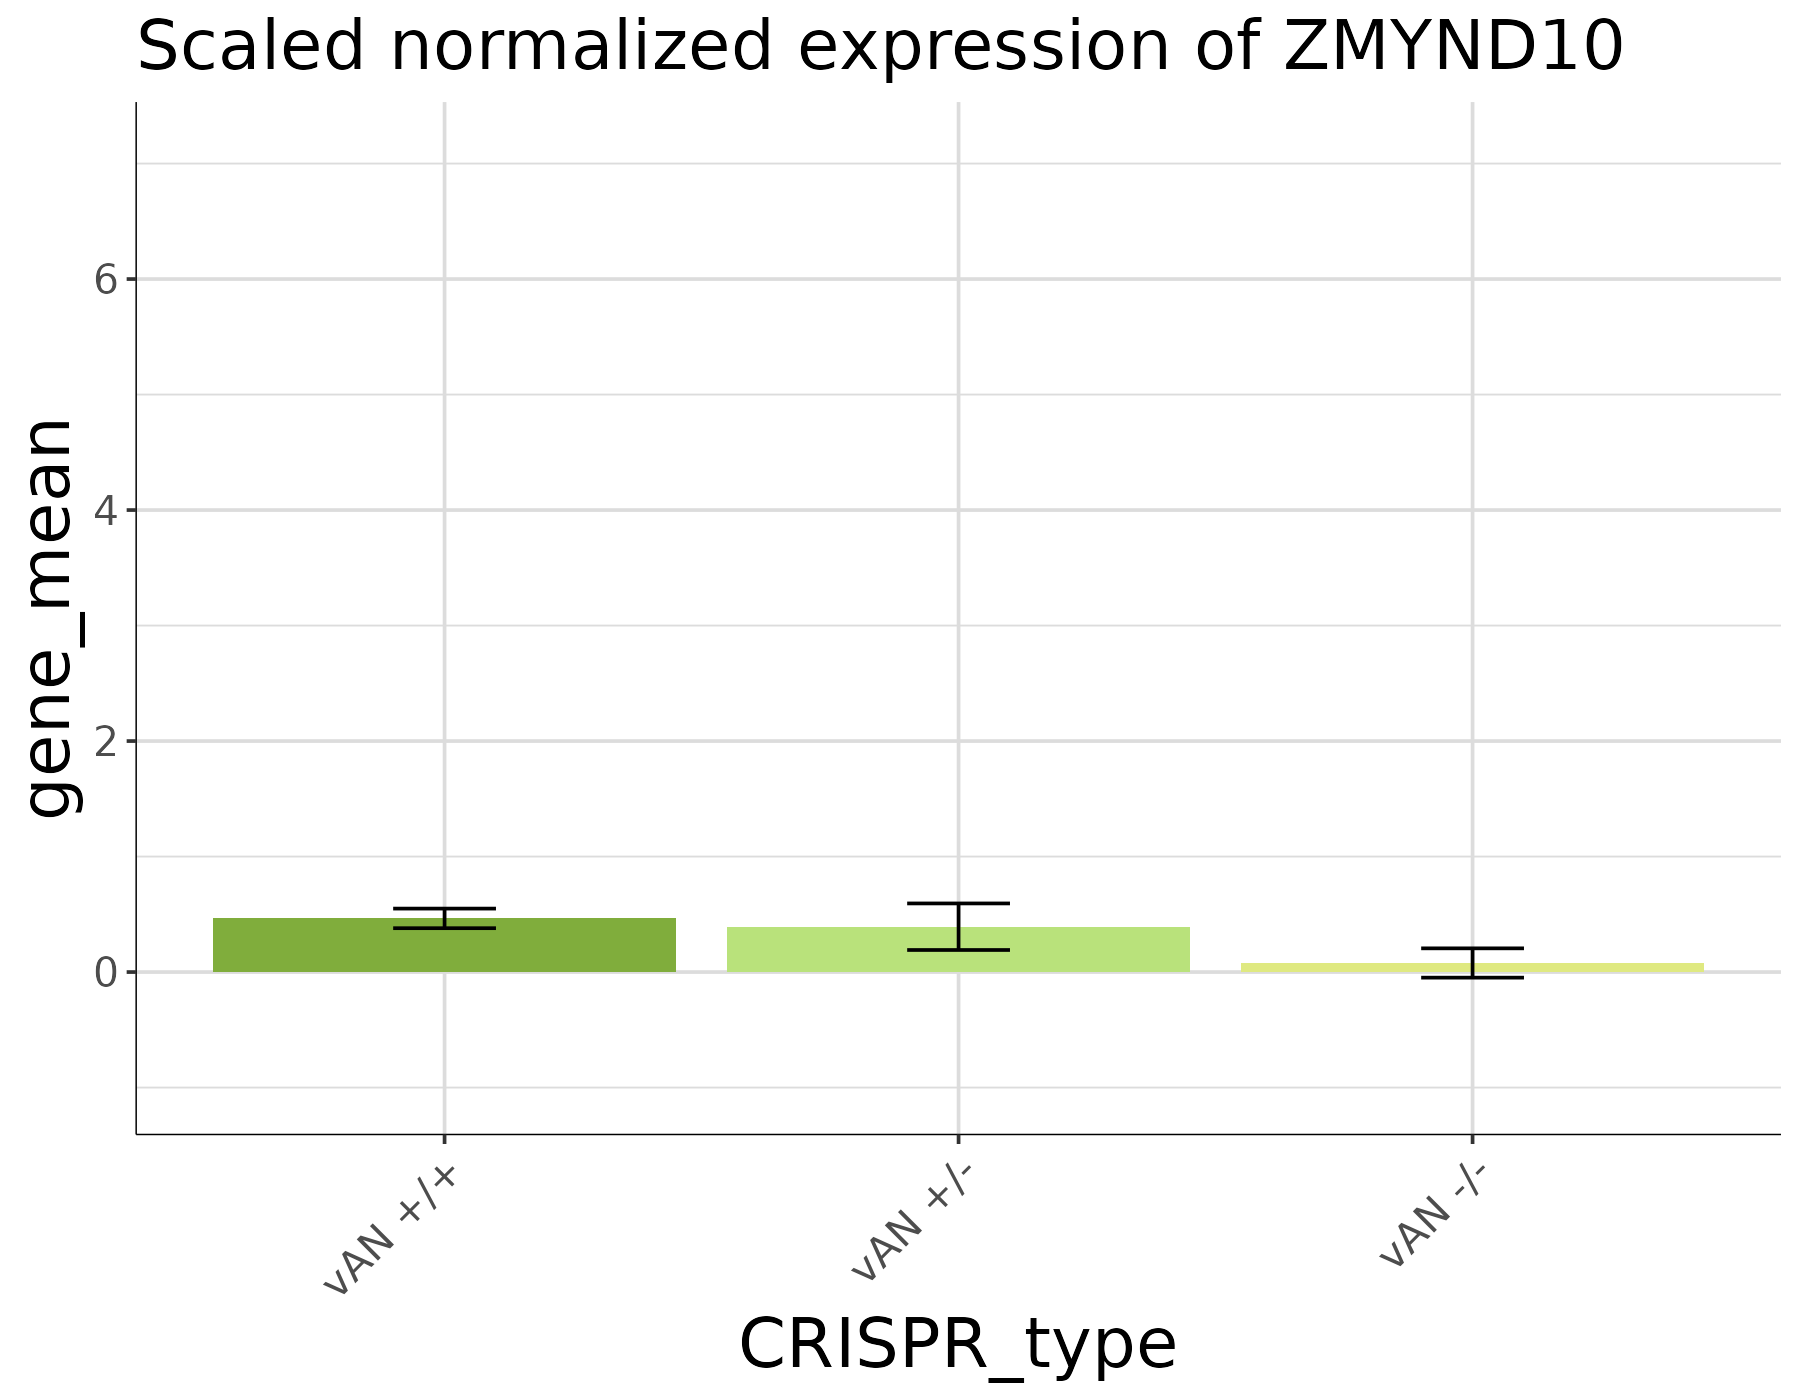 Scaled normalized expression of ZMYND10
gene_mean
6
4
2
0
vAN +/+
vAN +/-
vAN -/-
CRISPR_type